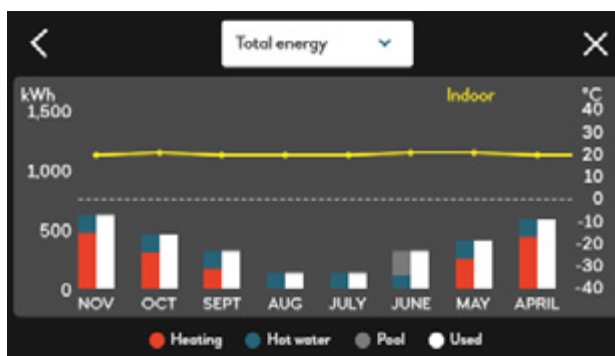 Total energy
kWh
Indoor
°C
1,500
1,000
500
0
40
30
20
10
0
-10
-20
-30
-40
NOV OCT SEPT AUG JULY JUNE MAY APRIL
Heating Hot water Pool Used